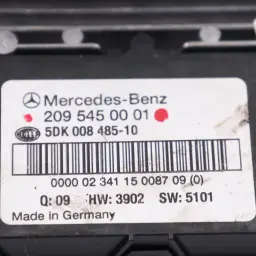 Mercedes-Benz
209 545 00 01
HELLA
5DK 008 485-10
0000 02 341 15 0087 09 (0)
Q: 09 HW: 3902 SW: 5101
Made in Germany